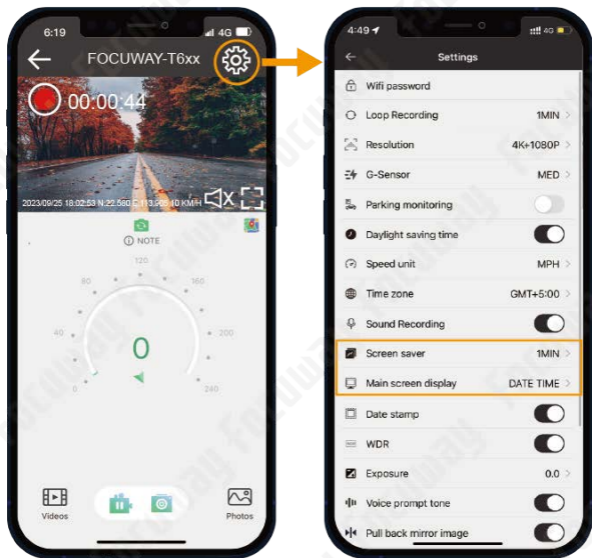 6:19
4G
FOCUWAY-T6xx
00:00:44
2023/09/25 18:02:53 N:22.560 E:113.905 10 KM/H
NOTE
120
80
160
40
200
0
0
240
Videos
Photos
4:49
4G
Settings
Wifi password
Loop Recording 1MIN >
Resolution 4K+1080P >
G-Sensor MED >
Parking monitoring
Daylight saving time
Speed unit MPH >
Time zone GMT+5:00 >
Sound Recording
Screen saver 1MIN >
Main screen display DATE TIME >
Date stamp
WDR
Exposure 0.0 >
Voice prompt tone
Pull back mirror image
Focuway